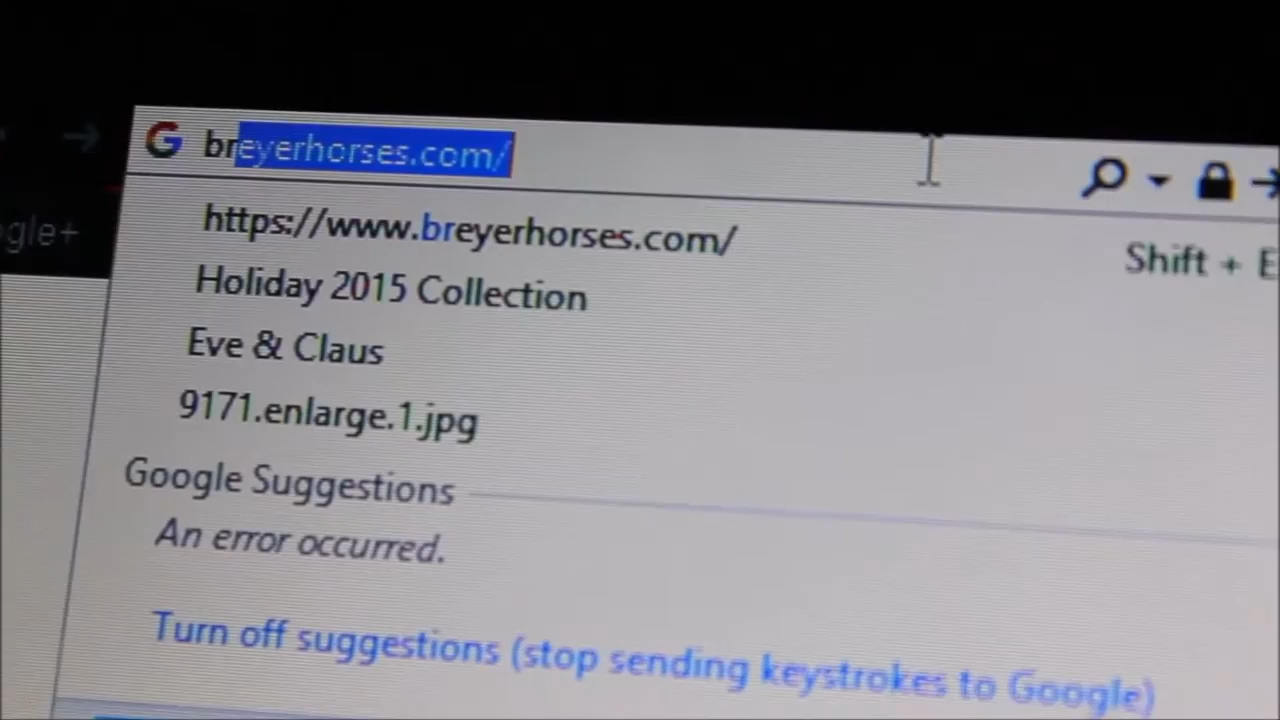 breyerhorses.com/
gle+
https://www.breyerhorses.com/
Shift + E
Holiday 2015 Collection
Eve & Claus
9171.enlarge.1.jpg
Google Suggestions
An error occurred.
Turn off suggestions (stop sending keystrokes to Google)